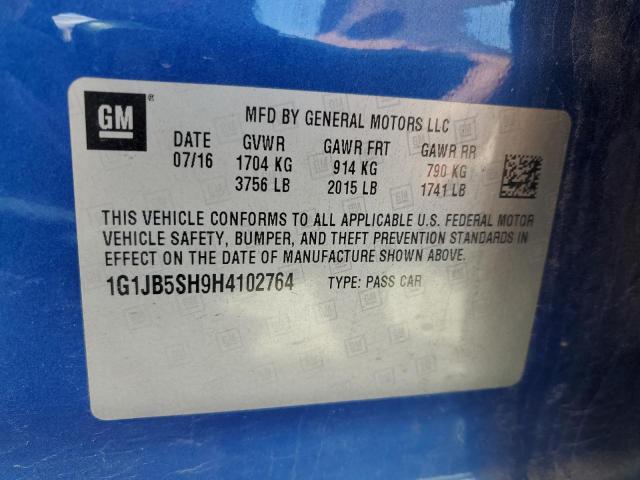 GM ®
MFD BY GENERAL MOTORS LLC
DATE GVWR GAWR FRT GAWR RR
07/16 1704 KG 914 KG 790 KG
3756 LB 2015 LB 1741 LB
THIS VEHICLE CONFORMS TO ALL APPLICABLE U.S. FEDERAL MOTOR
VEHICLE SAFETY, BUMPER, AND THEFT PREVENTION STANDARDS IN
EFFECT ON THE DATE OF MANUFACTURE SHOWN ABOVE.
1G1JB5SH9H4102764 TYPE: PASS CAR